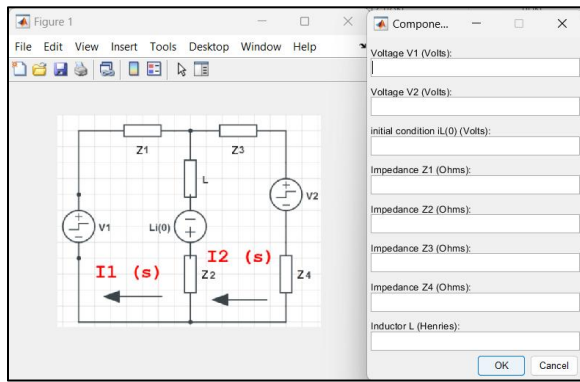 Figure 1
File Edit View Insert Tools Desktop Window Help
Z1
Z3
L
V2
V1
Li(0)
I1 (s)
I2 (s)
Z2
Z4
Compone...
Voltage V1 (Volts):
Voltage V2 (Volts):
initial condition iL(0) (Volts):
Impedance Z1 (Ohms):
Impedance Z2 (Ohms):
Impedance Z3 (Ohms):
Impedance Z4 (Ohms):
Inductor L (Henries):
OK Cancel